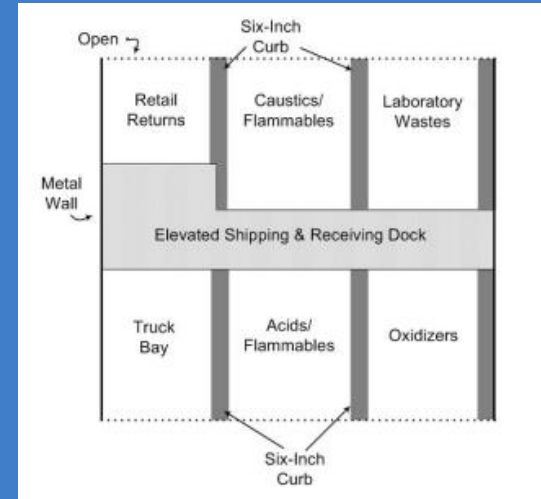 Six-Inch
Curb
Open
Retail
Returns
Caustics/
Flammables
Laboratory
Wastes
Metal
Wall
Elevated Shipping & Receiving Dock
Truck
Bay
Acids/
Flammables
Oxidizers
Six-Inch
Curb